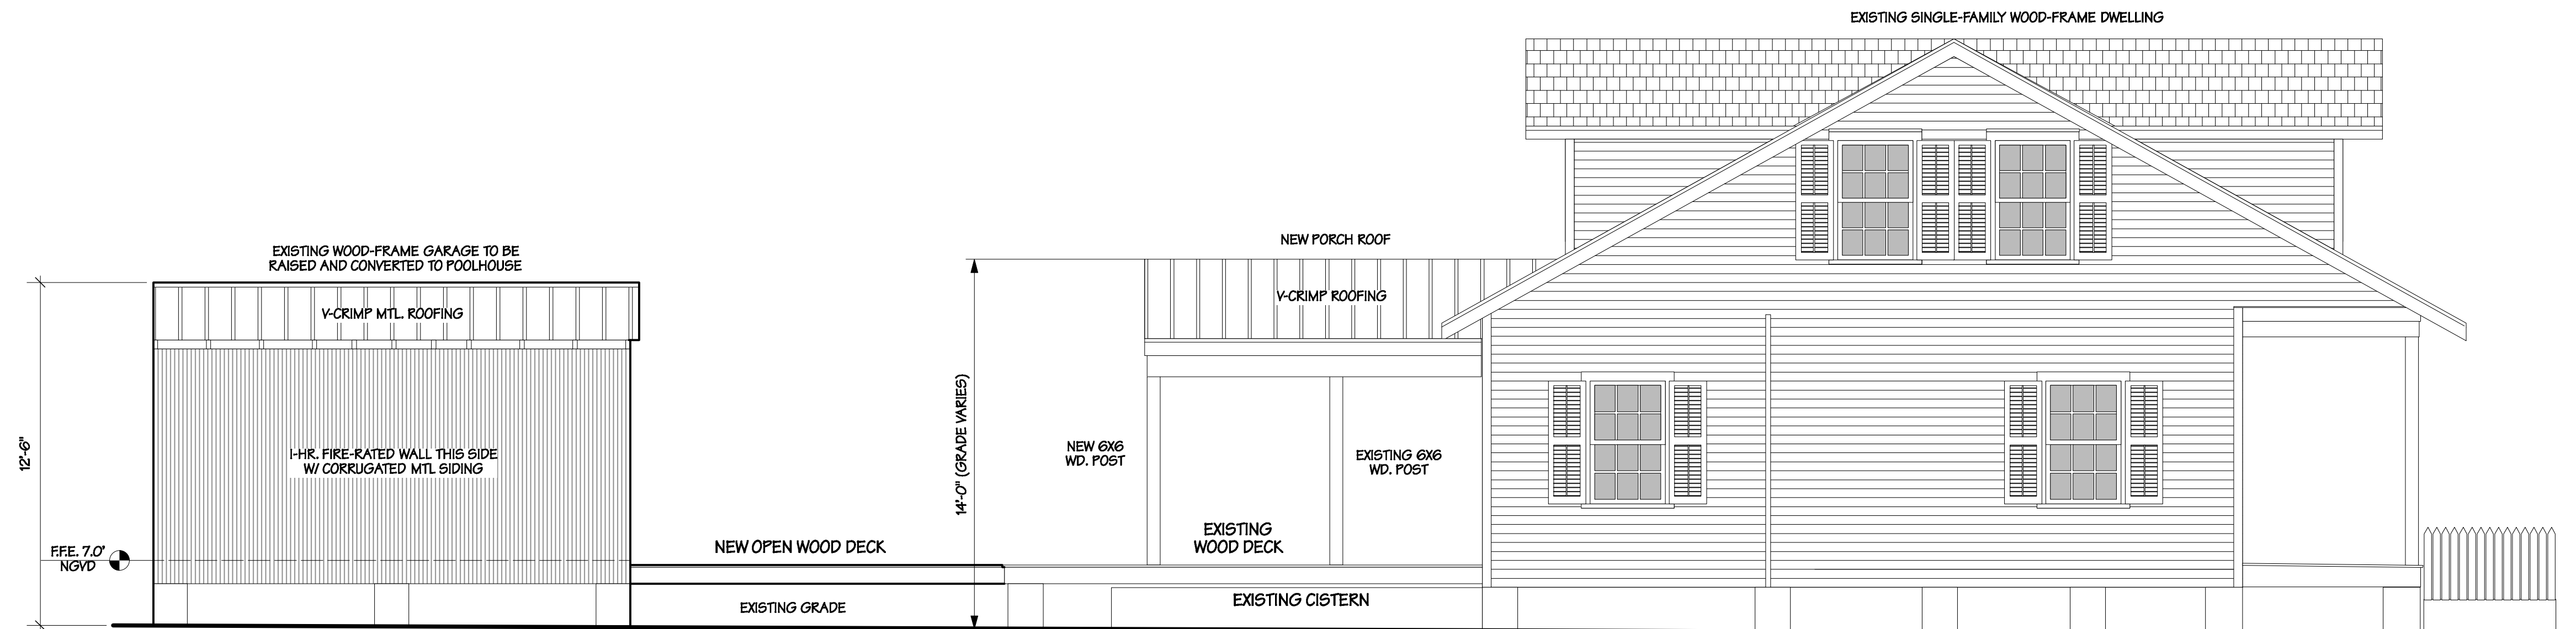 EXISTING SINGLE-FAMILY WOOD-FRAME DWELLING
EXISTING WOOD-FRAME GARAGE TO BE
RAISED AND CONVERTED TO POOLHOUSE
NEW PORCH ROOF
V-CRIMP MTL. ROOFING
V-CRIMP ROOFING
12'-6"
1-HR. FIRE-RATED WALL THIS SIDE
W/ CORRUGATED MTL SIDING
14'-0" (GRADE VARIES)
NEW 6X6
WD. POST
EXISTING 6X6
WD. POST
F.F.E. 7.0'
NGVD
NEW OPEN WOOD DECK
EXISTING
WOOD DECK
EXISTING GRADE
EXISTING CISTERN